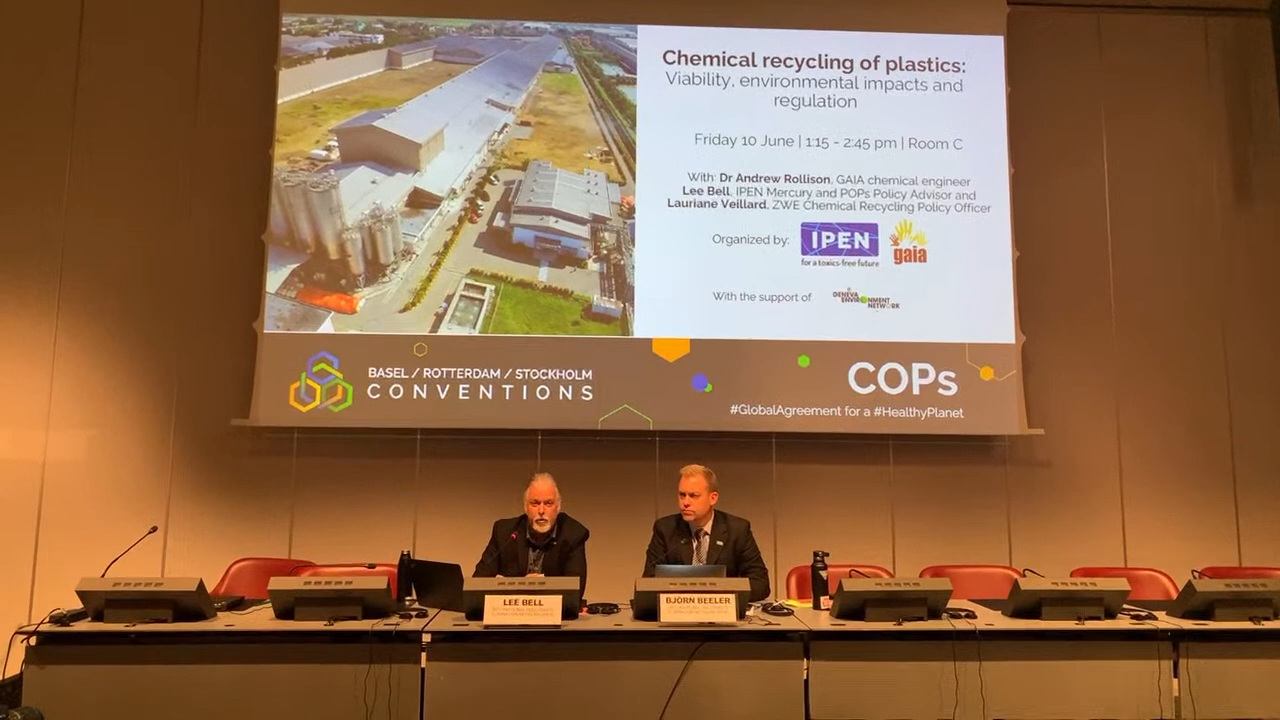 Chemical recycling of plastics:
Viability, environmental impacts and
regulation
Friday 10 June | 1:15 - 2:45 pm | Room C
With: Dr Andrew Rollison, GAIA chemical engineer
Lee Bell, IPEN Mercury and POPs Policy Advisor and
Lauriane Veillard, ZWE Chemical Recycling Policy Officer
Organized by:
IPEN
for a toxics-free future
gaia
With the support of
GENEVA
ENVIRONMENT
NETWORK
BASEL / ROTTERDAM / STOCKHOLM
CONVENTIONS
COPs
#GlobalAgreement for a #HealthyPlanet
LEE BELL
BJÖRN BEELER